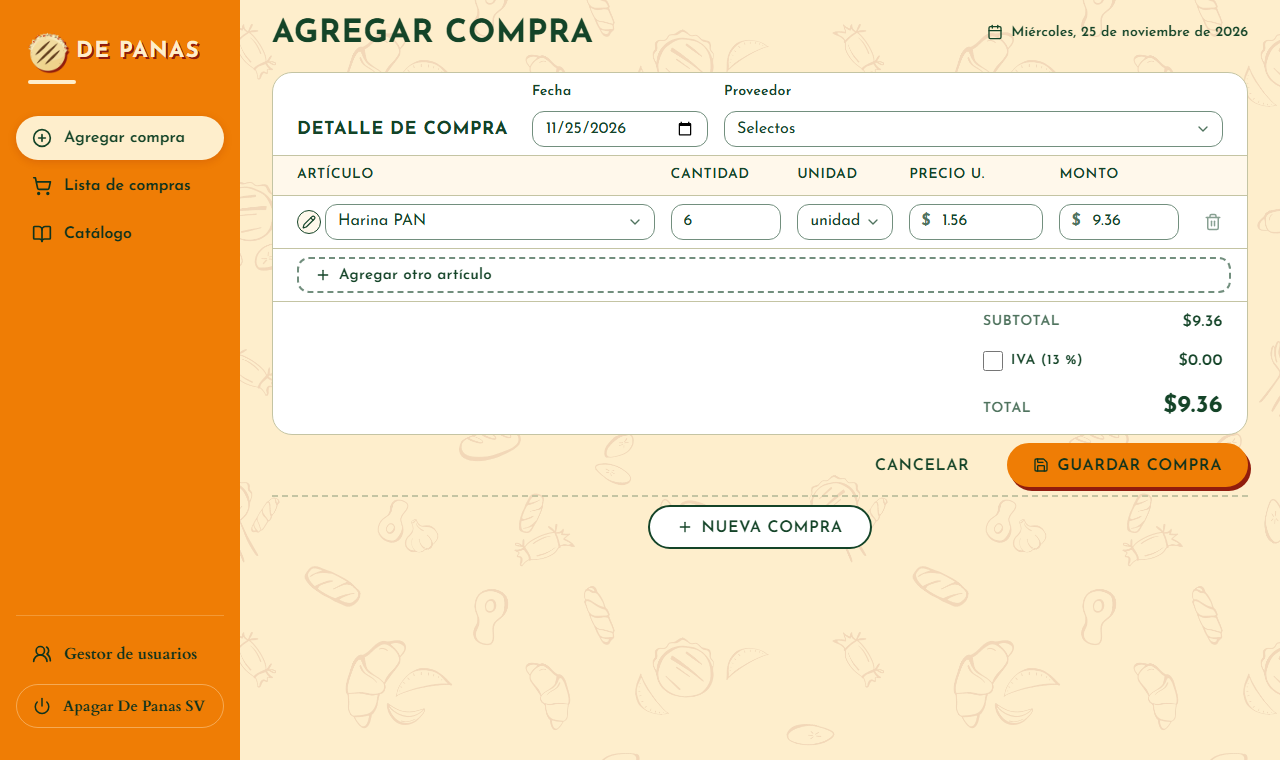 DE PANAS
Agregar compra
Lista de compras
Catálogo
Gestor de usuarios
Apagar De Panas SV
AGREGAR COMPRA
Miércoles, 25 de noviembre de 2026
DETALLE DE COMPRA
Fecha
11/25/2026
Proveedor
Selectos
ARTÍCULO CANTIDAD UNIDAD PRECIO U. MONTO
Harina PAN 6 unidad $ 1.56 $ 9.36
Agregar otro artículo
SUBTOTAL $9.36
IVA (13 %) $0.00
TOTAL $9.36
CANCELAR
GUARDAR COMPRA
NUEVA COMPRA